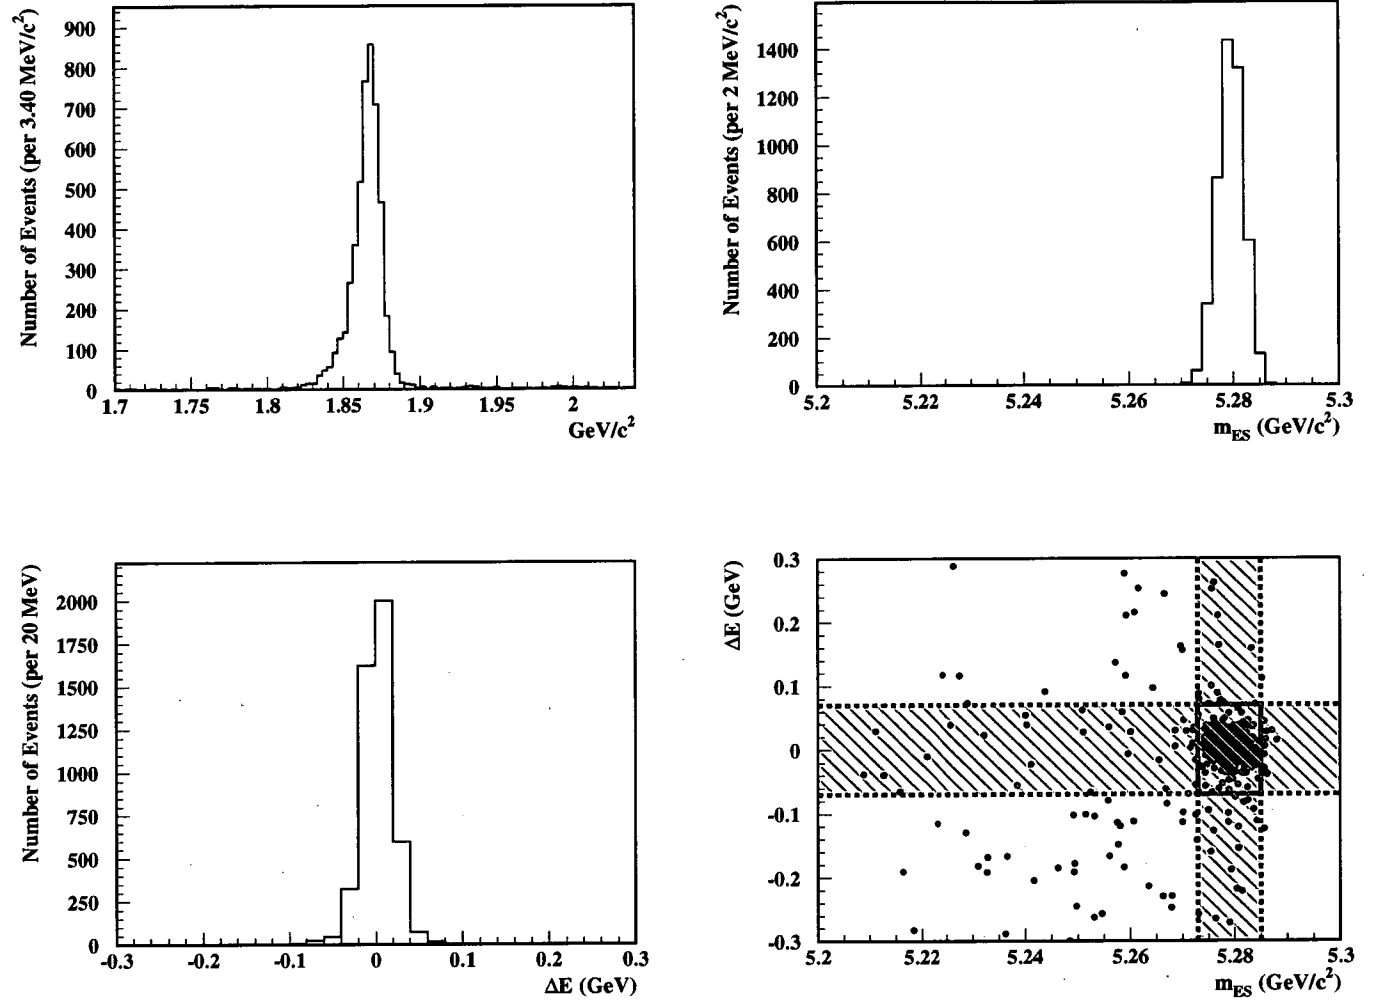 Number of Events (per 3.40 MeV/c²)
900
800
700
600
500
400
300
200
100
0
1.7 1.75 1.8 1.85 1.9 1.95 2
GeV/c²
Number of Events (per 2 MeV/c²)
1400
1200
1000
800
600
400
200
0
5.2 5.22 5.24 5.26 5.28 5.3
m_ES (GeV/c²)
Number of Events (per 20 MeV)
2000
1750
1500
1250
1000
750
500
250
0
-0.3 -0.2 -0.1 0 0.1 0.2 0.3
ΔE (GeV)
ΔE (GeV)
0.3
0.2
0.1
0
-0.1
-0.2
-0.3
5.2 5.22 5.24 5.26 5.28 5.3
m_ES (GeV/c²)